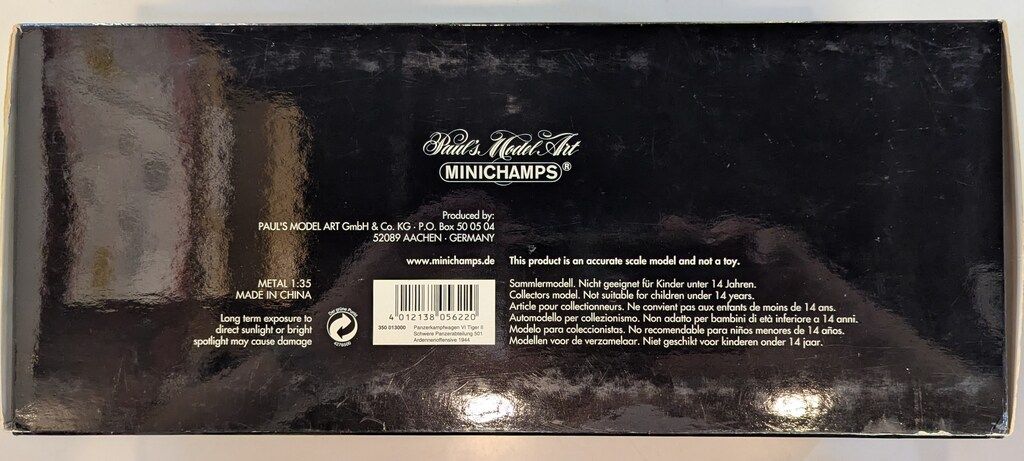 Paul's Model Art
MINICHAMPS®
Produced by:
PAUL'S MODEL ART GmbH & Co. KG · P.O. Box 50 05 04
52089 AACHEN · GERMANY
www.minichamps.de
This product is an accurate scale model and not a toy.
METAL 1:35
MADE IN CHINA
Long term exposure to
direct sunlight or bright
spotlight may cause damage
Der Grüne Punkt
4 012138 056220
350 013000
Panzerkampfwagen VI Tiger II
Schwere Panzerabteilung 501
Ardennenoffensive 1944
Sammlermodell. Nicht geeignet für Kinder unter 14 Jahren.
Collectors model. Not suitable for children under 14 years.
Article pour collectionneurs. Ne convient pas aux enfants de moins de 14 ans.
Automodello per collezionismo. Non adatto per bambini di età inferiore a 14 anni.
Modelo para coleccionistas. No recomendable para niños menores de 14 años.
Modellen voor de verzamelaar. Niet geschikt voor kinderen onder 14 jaar.